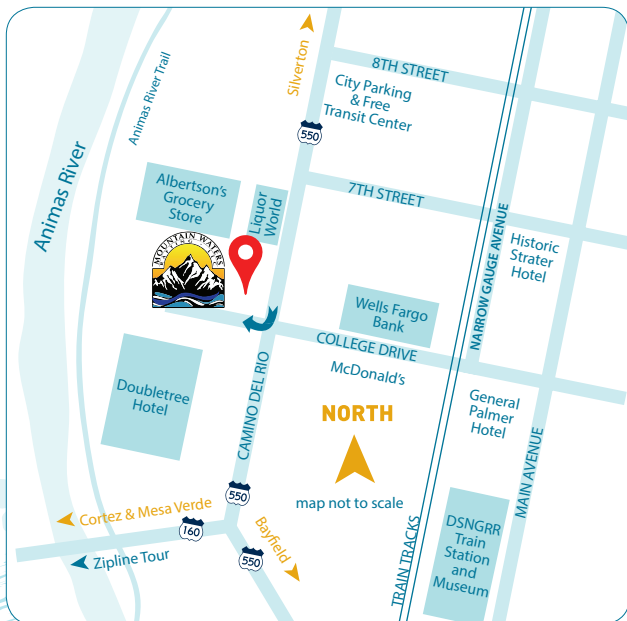 Silverton
8TH STREET
City Parking
& Free
Transit Center
Animas River Trail
550
Animas River
Albertson's
Grocery
Store
Liquor
World
7TH STREET
NARROW GAUGE AVENUE
Historic
Strater
Hotel
MOUNTAIN WATERS
Wells Fargo
Bank
COLLEGE DRIVE
McDonald's
Doubletree
Hotel
CAMINO DEL RIO
NORTH
General
Palmer
Hotel
MAIN AVENUE
map not to scale
550
Cortez & Mesa Verde
160
Bayfield
550
Zipline Tour
TRAIN TRACKS
DSNGRR
Train
Station
and
Museum